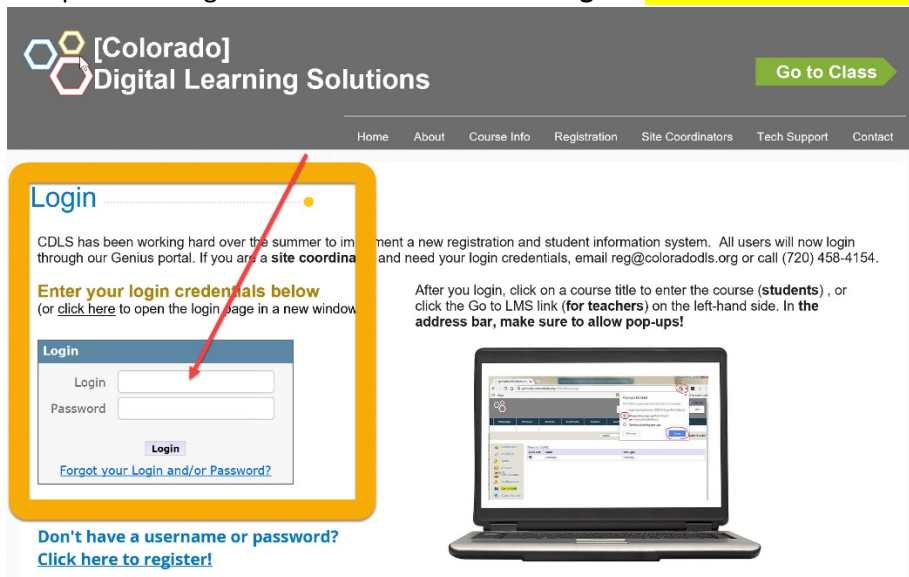 [Colorado]
Digital Learning Solutions
Go to Class
Home About Course Info Registration Site Coordinators Tech Support Contact
Login
CDLS has been working hard over the summer to im ment a new registration and student information system. All users will now login
through our Genius portal. If you are a site coordina and need your login credentials, email reg@coloradodls.org or call (720) 458-4154.
Enter your login credentials below
(or click here to open the login page in a new window
After you login, click on a course title to enter the course (students) , or
click the Go to LMS link (for teachers) on the left-hand side. In the
address bar, make sure to allow pop-ups!
Login
Login
Password
Login
Forgot your Login and/or Password?
Don't have a username or password?
Click here to register!